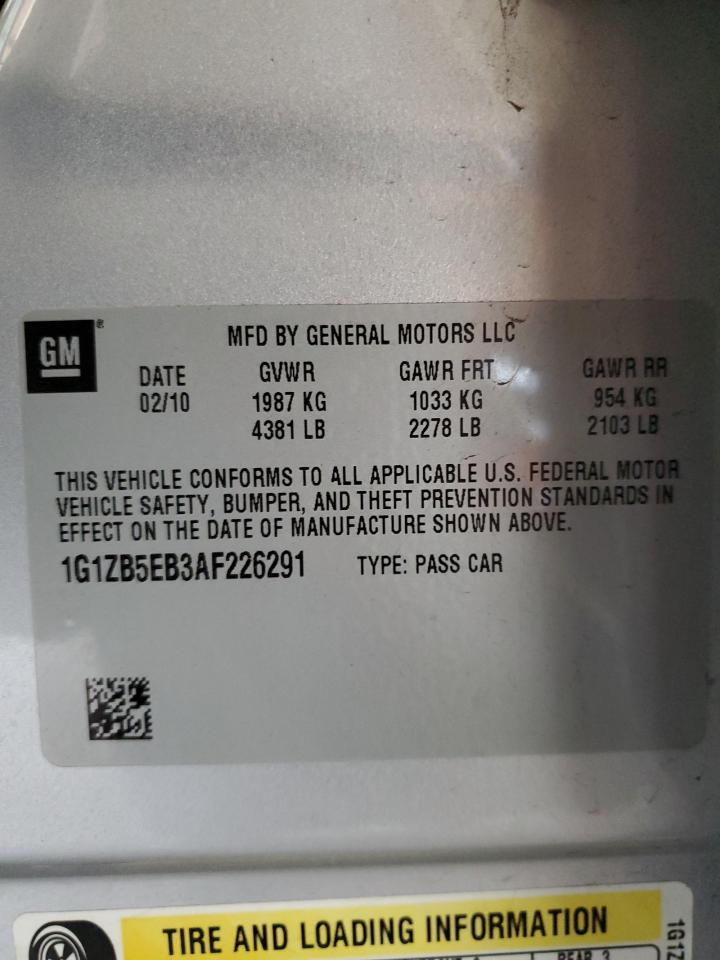 GM®
MFD BY GENERAL MOTORS LLC
DATE GVWR GAWR FRT GAWR RR
02/10 1987 KG 1033 KG 954 KG
4381 LB 2278 LB 2103 LB
THIS VEHICLE CONFORMS TO ALL APPLICABLE U.S. FEDERAL MOTOR
VEHICLE SAFETY, BUMPER, AND THEFT PREVENTION STANDARDS IN
EFFECT ON THE DATE OF MANUFACTURE SHOWN ABOVE.
1G1ZB5EB3AF226291 TYPE: PASS CAR
TIRE AND LOADING INFORMATION
1G1Z
REAR 3